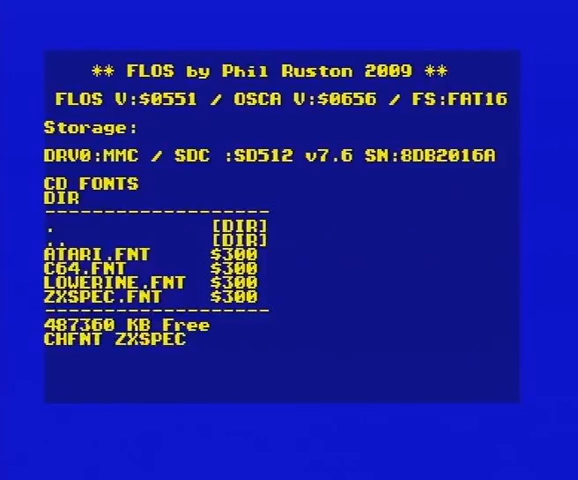 ** FLOS by Phil Ruston 2009 **
FLOS V:$0551 / OSCA V:$0656 / FS:FAT16
Storage:
DRV0:MMC / SDC :SD512 v7.6 SN:8DB2016A
CD FONTS
DIR
-------------------
. [DIR]
.. [DIR]
ATARI.FNT $300
C64.FNT $300
LOWERINE.FNT $300
ZXSPEC.FNT $300
-------------------
487360 KB Free
CHFNT ZXSPEC